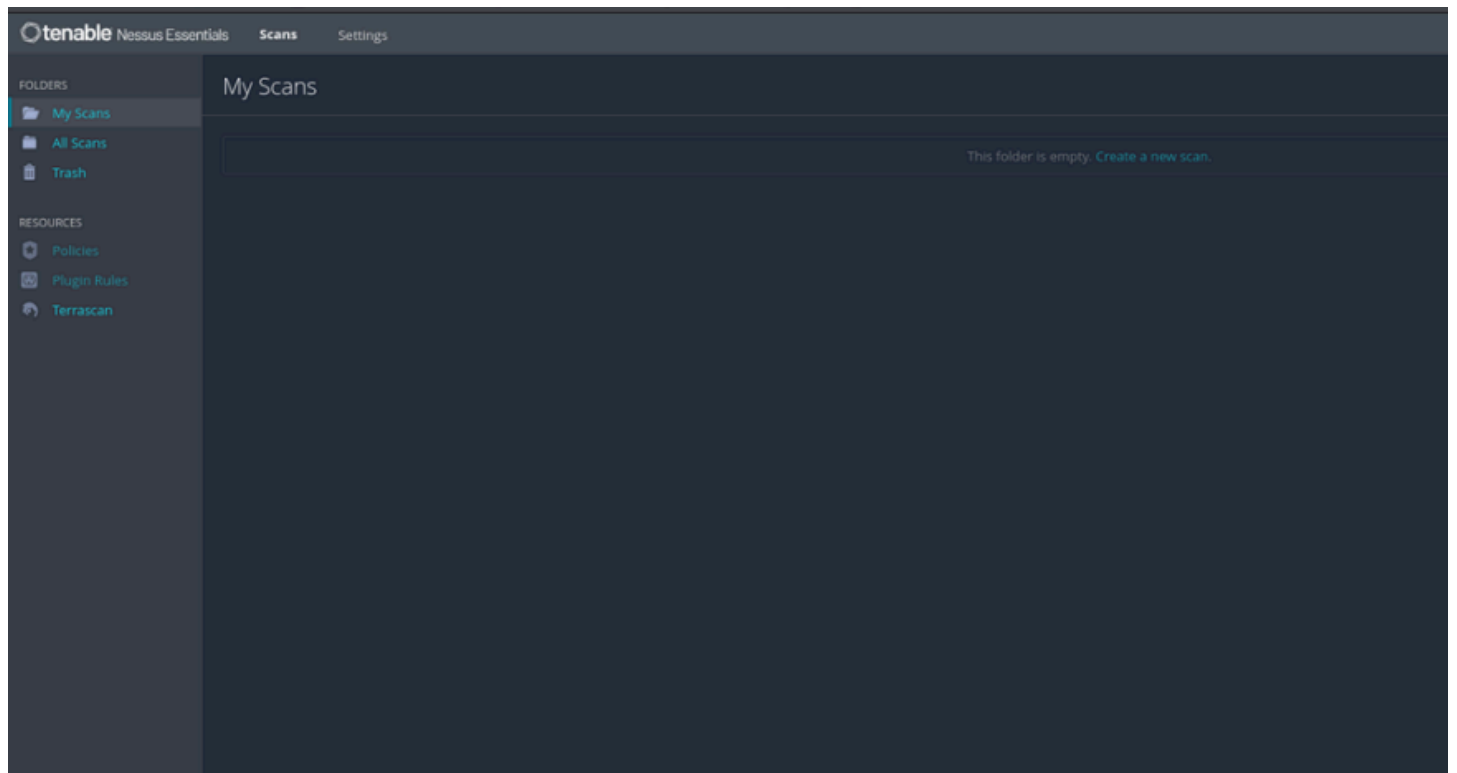 tenable Nessus Essentials Scans Settings
FOLDERS
My Scans
All Scans
Trash
RESOURCES
Policies
Plugin Rules
Terrascan
My Scans
This folder is empty. Create a new scan.